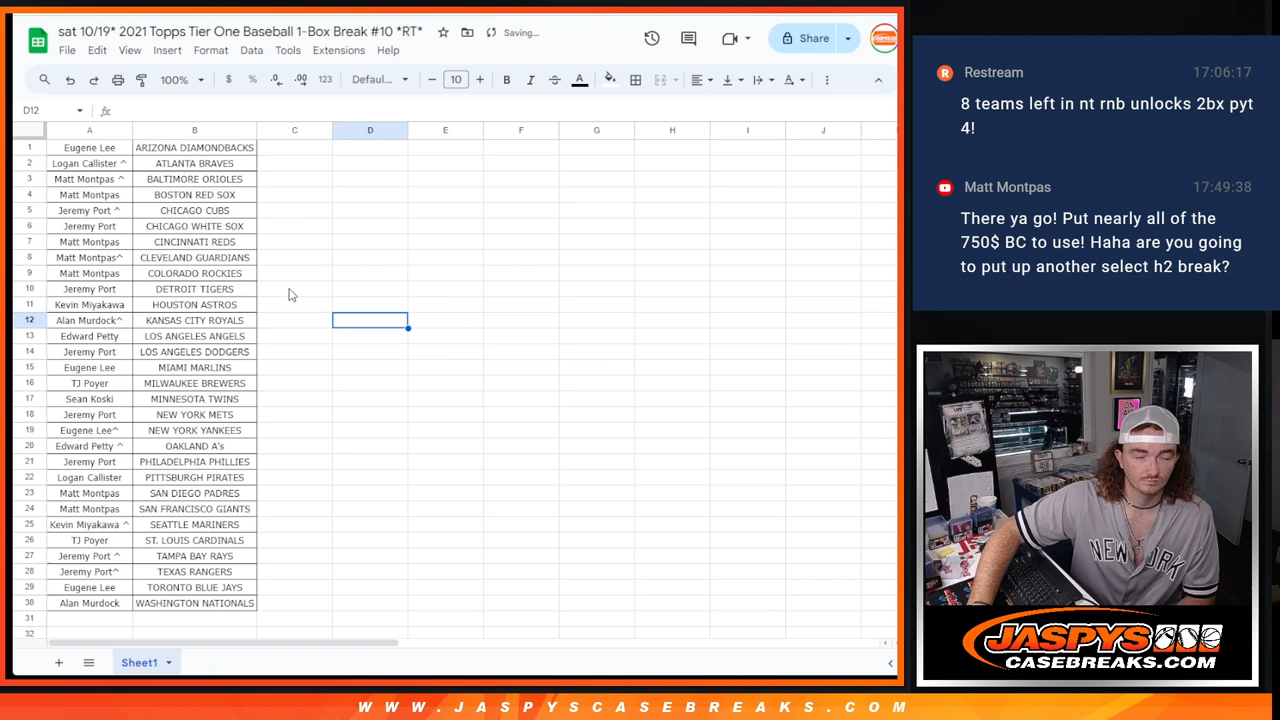 sat 10/19* 2021 Topps Tier One Baseball 1-Box Break #10 *RT*
Saving...
File Edit View Insert Format Data Tools Extensions Help
Share
100% $ % .0 .00 123 Defaul... 10 B I A
D12 fx
A B C D E F G H I J
1 Eugene Lee ARIZONA DIAMONDBACKS
2 Logan Callister ^ ATLANTA BRAVES
3 Matt Montpas ^ BALTIMORE ORIOLES
4 Matt Montpas BOSTON RED SOX
5 Jeremy Port ^ CHICAGO CUBS
6 Jeremy Port CHICAGO WHITE SOX
7 Matt Montpas CINCINNATI REDS
8 Matt Montpas^ CLEVELAND GUARDIANS
9 Matt Montpas COLORADO ROCKIES
10 Jeremy Port DETROIT TIGERS
11 Kevin Miyakawa HOUSTON ASTROS
12 Alan Murdock^ KANSAS CITY ROYALS
13 Edward Petty LOS ANGELES ANGELS
14 Jeremy Port LOS ANGELES DODGERS
15 Eugene Lee MIAMI MARLINS
16 TJ Poyer MILWAUKEE BREWERS
17 Sean Koski MINNESOTA TWINS
18 Jeremy Port NEW YORK METS
19 Eugene Lee^ NEW YORK YANKEES
20 Edward Petty ^ OAKLAND A's
21 Jeremy Port PHILADELPHIA PHILLIES
22 Logan Callister PITTSBURGH PIRATES
23 Matt Montpas SAN DIEGO PADRES
24 Matt Montpas SAN FRANCISCO GIANTS
25 Kevin Miyakawa ^ SEATTLE MARINERS
26 TJ Poyer ST. LOUIS CARDINALS
27 Jeremy Port ^ TAMPA BAY RAYS
28 Jeremy Port^ TEXAS RANGERS
29 Eugene Lee TORONTO BLUE JAYS
30 Alan Murdock WASHINGTON NATIONALS
31
32
Sheet1
Restream 17:06:17
8 teams left in nt rnb unlocks 2bx pyt
4!
Matt Montpas 17:49:38
There ya go! Put nearly all of the
750$ BC to use! Haha are you going
to put up another select h2 break?
NEW YORK
JASPYS
CASEBREAKS.COM
WWW.JASPYSCASEBREAKS.COM